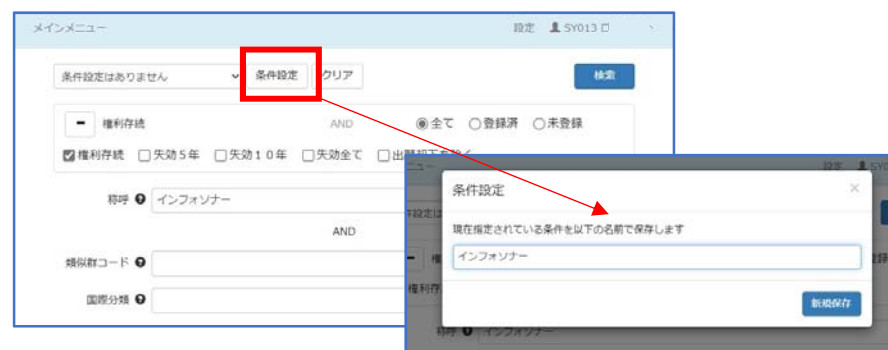 メインメニュー 設定 SY013
条件設定はありません 条件設定 クリア 検索
権利存続 AND 全て 登録済 未登録
権利存続 失効5年 失効10年 失効全て
称呼 インフォソナー
AND
類似群コード
国際分類
条件設定 ×
現在指定されている条件を以下の名前で保存します
インフォソナー
新規保存
称呼 インフォソナー